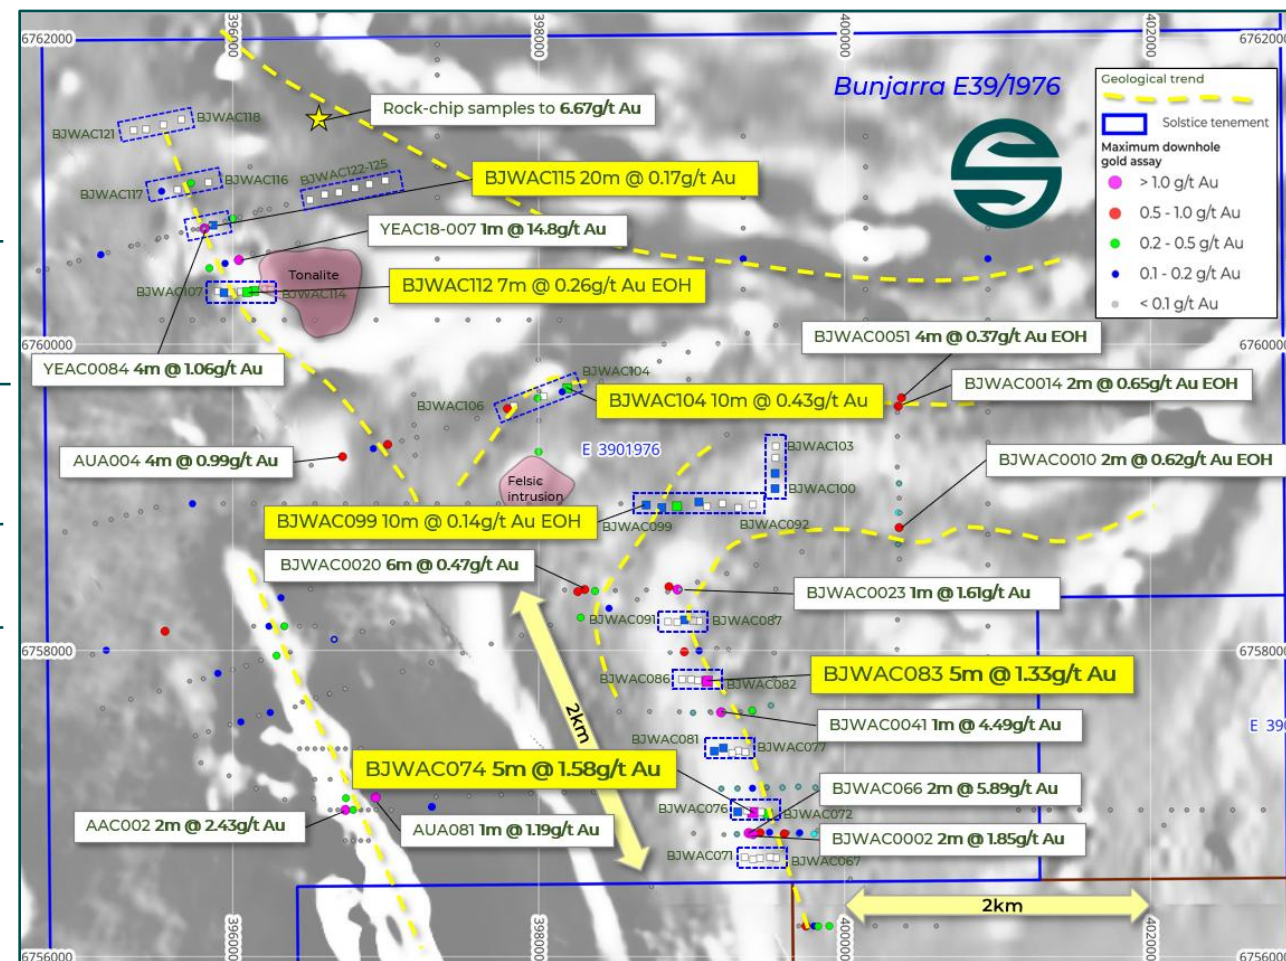 6762000
396000
398000
400000
402000
6762000
Bunjarra E39/1976
Geological trend
Solstice tenement
Maximum downhole
gold assay
> 1.0 g/t Au
0.5 - 1.0 g/t Au
0.2 - 0.5 g/t Au
0.1 - 0.2 g/t Au
< 0.1 g/t Au
Rock-chip samples to 6.67g/t Au
BJWAC118
BJWAC121
BJWAC122-125
BJWAC115 20m @ 0.17g/t Au
BJWAC116
BJWAC117
YEAC18-007 1m @ 14.8g/t Au
Tonalite
BJWAC112 7m @ 0.26g/t Au EOH
BJWAC107
BJWAC114
6760000
6760000
BJWAC0051 4m @ 0.37g/t Au EOH
YEAC0084 4m @ 1.06g/t Au
BJWAC104
BJWAC0014 2m @ 0.65g/t Au EOH
BJWAC106
BJWAC104 10m @ 0.43g/t Au
AUA004 4m @ 0.99g/t Au
E 3901976
BJWAC103
BJWAC0010 2m @ 0.62g/t Au EOH
Felsic
intrusion
BJWAC100
BJWAC099 10m @ 0.14g/t Au EOH
BJWAC099
BJWAC092
BJWAC0020 6m @ 0.47g/t Au
BJWAC0023 1m @ 1.61g/t Au
BJWAC091
BJWAC087
6758000
6758000
BJWAC086
BJWAC082
BJWAC083 5m @ 1.33g/t Au
2km
BJWAC0041 1m @ 4.49g/t Au
E 390
BJWAC081
BJWAC077
BJWAC074 5m @ 1.58g/t Au
BJWAC066 2m @ 5.89g/t Au
BJWAC076
BJWAC072
AAC002 2m @ 2.43g/t Au
AUA081 1m @ 1.19g/t Au
BJWAC0002 2m @ 1.85g/t Au
BJWAC071
BJWAC067
2km
396000
398000
400000
402000
6756000
6756000